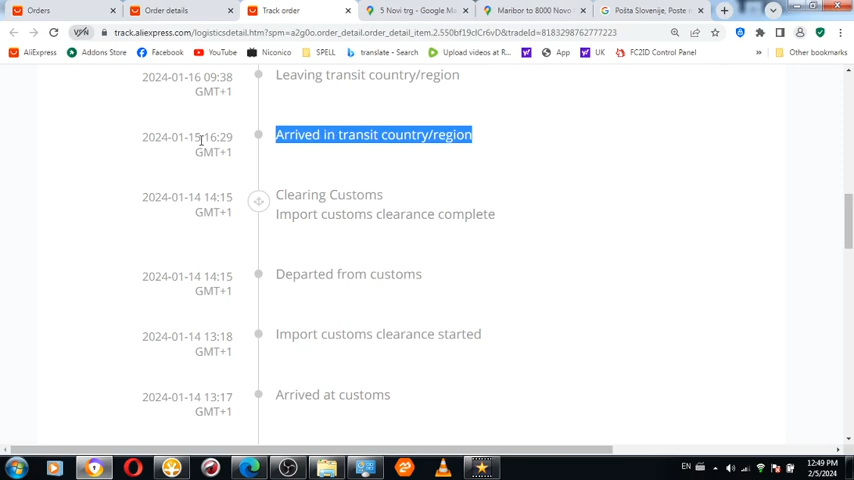 Orders
Order details
Track order
5 Novi trg - Google Ma
Maribor to 8000 Novo
Pošta Slovenije, Poste r
VPN
track.aliexpress.com/logisticsdetail.htm?spm=a2g0o.order_detail.order_detail_item.2.550bf19dlCr6vD&tradeId=8183298762777223
AliExpress
Addons Store
Facebook
YouTube
Niconico
SPELL
translate - Search
Upload videos at R...
App
UK
FC2ID Control Panel
Other bookmarks
2024-01-16 09:38
GMT+1
Leaving transit country/region
2024-01-15 16:29
GMT+1
Arrived in transit country/region
2024-01-14 14:15
GMT+1
Clearing Customs
Import customs clearance complete
2024-01-14 14:15
GMT+1
Departed from customs
2024-01-14 13:18
GMT+1
Import customs clearance started
2024-01-14 13:17
GMT+1
Arrived at customs
EN
12:49 PM
2/5/2024